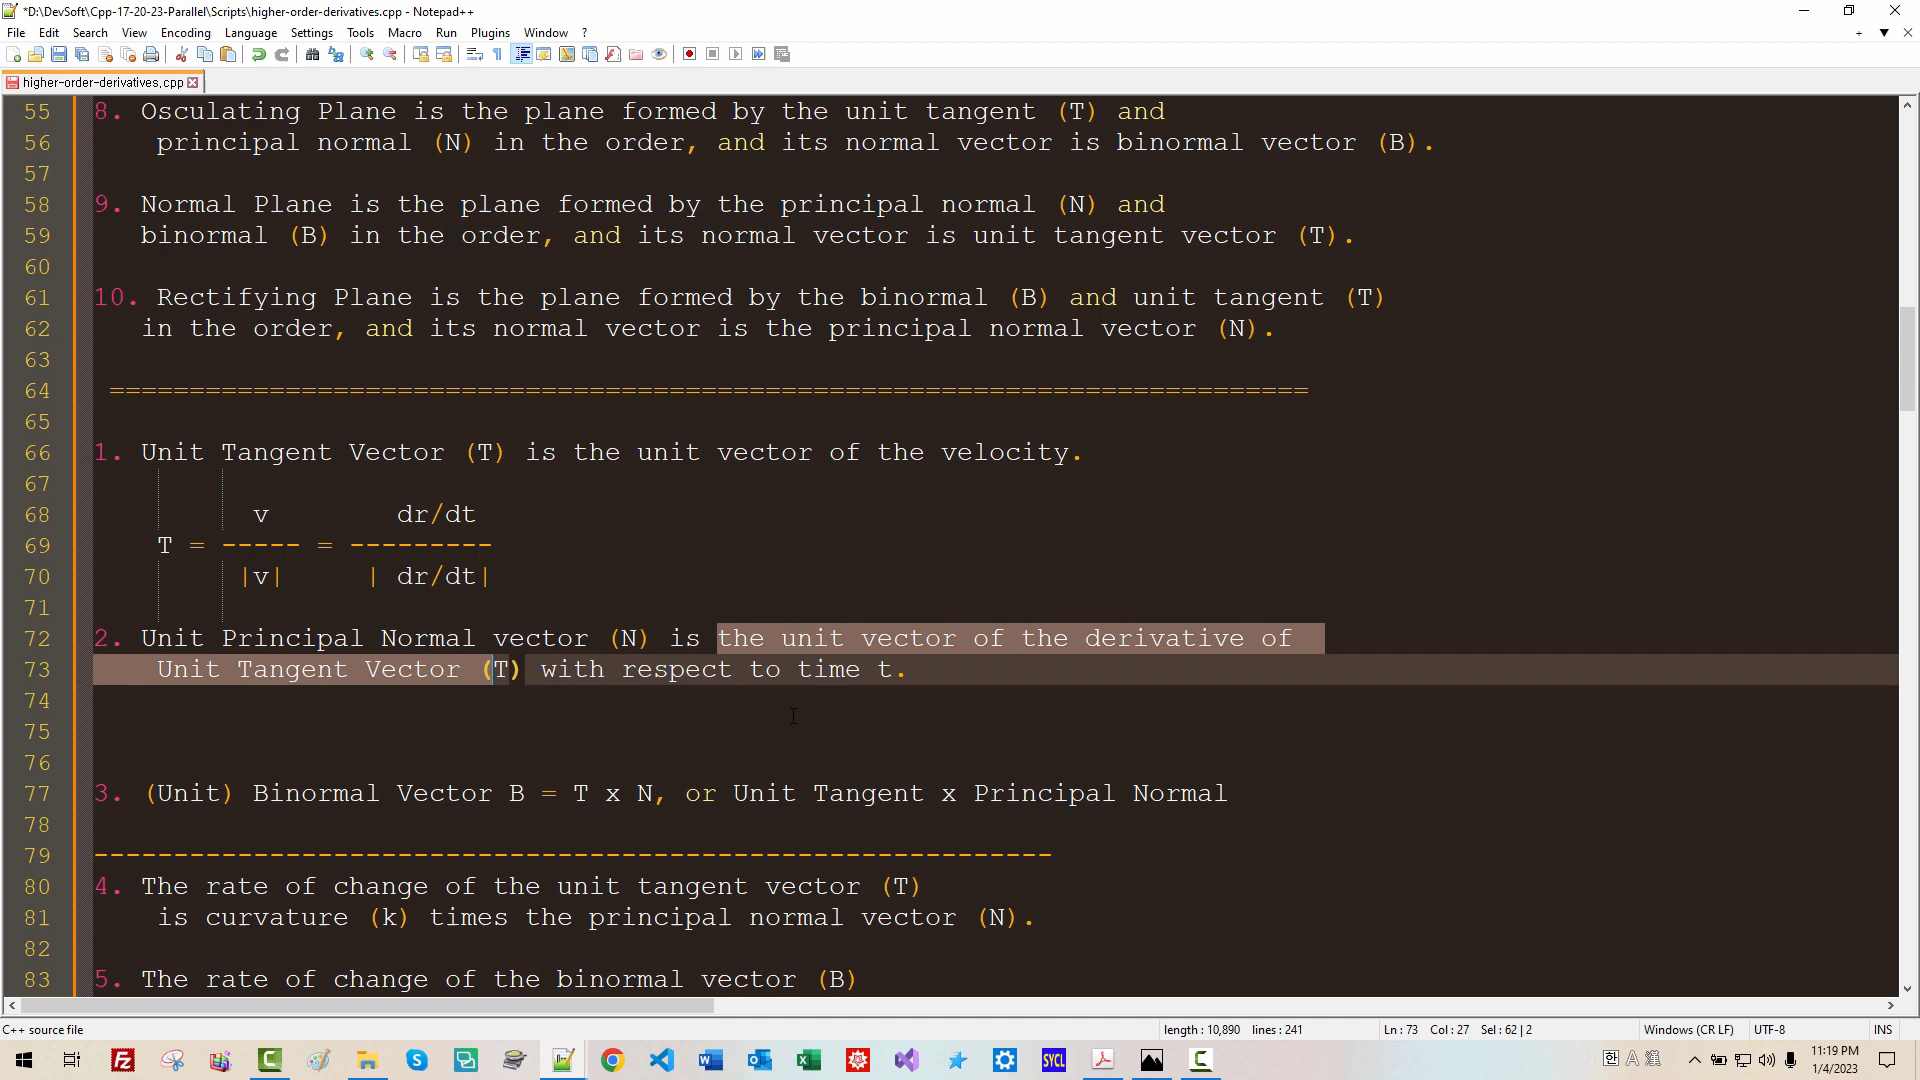 *D:\DevSoft\Cpp-17-20-23-Parallel\Scripts\higher-order-derivatives.cpp - Notepad++
File Edit Search View Encoding Language Settings Tools Macro Run Plugins Window ?
higher-order-derivatives.cpp
55 8. Osculating Plane is the plane formed by the unit tangent (T) and
56 principal normal (N) in the order, and its normal vector is binormal vector (B).
57
58 9. Normal Plane is the plane formed by the principal normal (N) and
59 binormal (B) in the order, and its normal vector is unit tangent vector (T).
60
61 10. Rectifying Plane is the plane formed by the binormal (B) and unit tangent (T)
62 in the order, and its normal vector is the principal normal vector (N).
63
64 ===========================================================================
65
66 1. Unit Tangent Vector (T) is the unit vector of the velocity.
67
68 v dr/dt
69 T = ----- = ---------
70 |v| | dr/dt|
71
72 2. Unit Principal Normal vector (N) is the unit vector of the derivative of
73 Unit Tangent Vector (T) with respect to time t.
74
75
76
77 3. (Unit) Binormal Vector B = T x N, or Unit Tangent x Principal Normal
78
79 ------------------------------------------------------------
80 4. The rate of change of the unit tangent vector (T)
81 is curvature (k) times the principal normal vector (N).
82
83 5. The rate of change of the binormal vector (B)
C++ source file length : 10,890 lines : 241 Ln : 73 Col : 27 Sel : 62 | 2 Windows (CR LF) UTF-8 INS
SYCL 한 A 漢 11:19 PM
1/4/2023